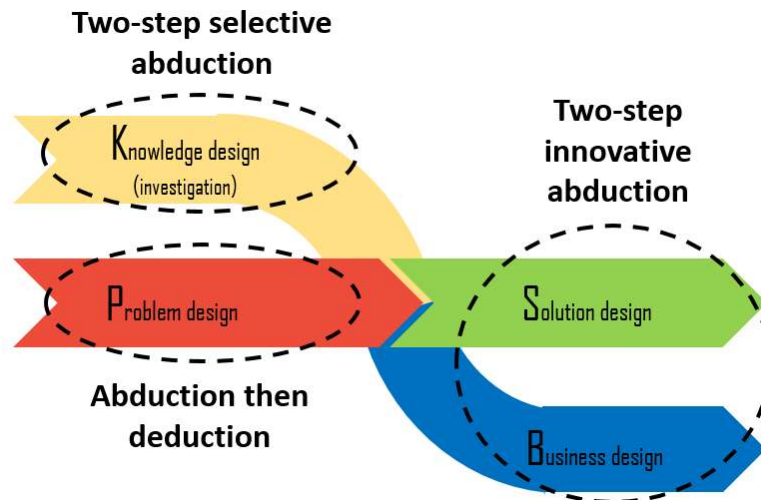 Two-step selective
abduction
Knowledge design
(investigation)
Two-step
innovative
abduction
Problem design
Solution design
Abduction then
deduction
Business design